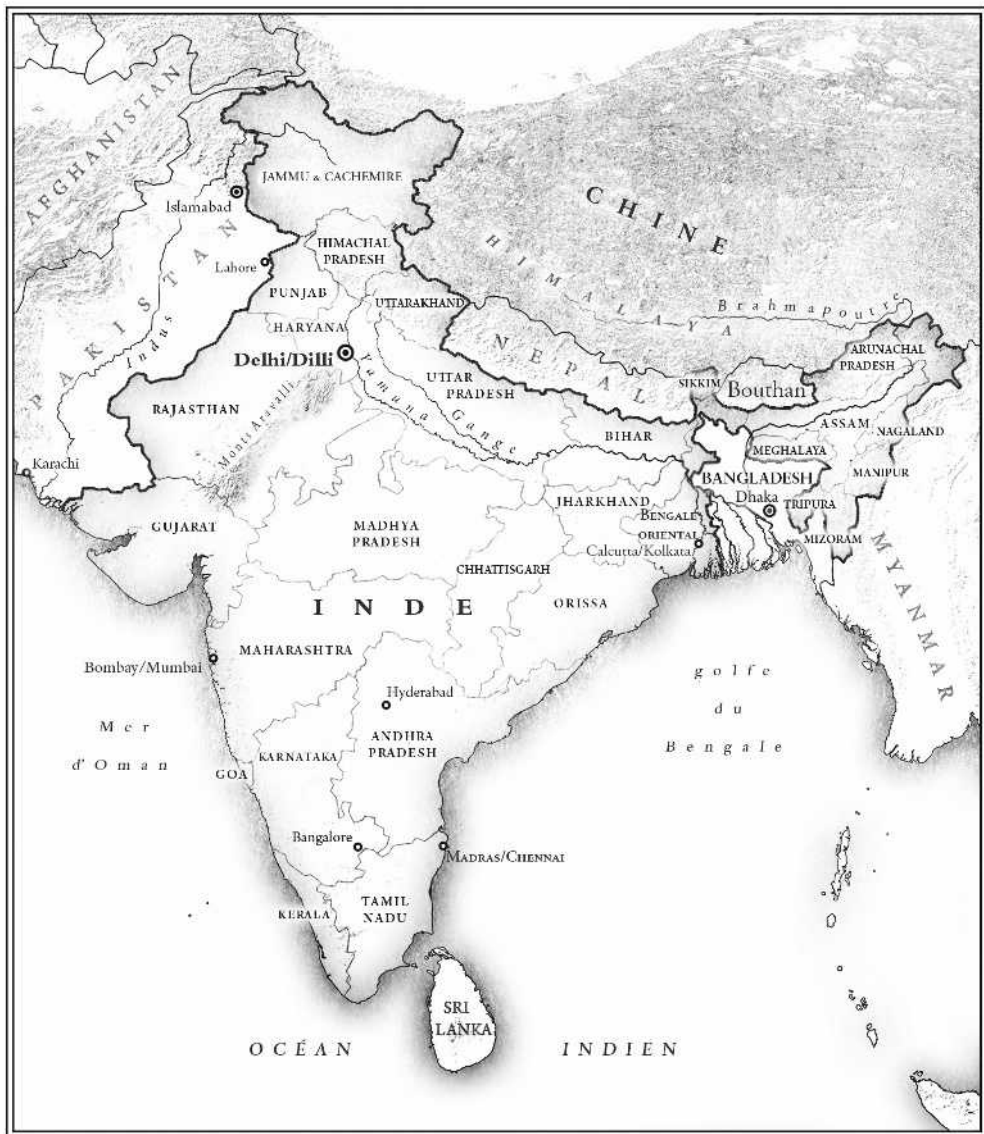 AFGHANISTAN
JAMMU & CACHEMIRE
Islamabad
CHINE
PAKISTAN
HIMACHAL
PRADESH
HIMALAYA
Lahore
PUNJAB
UTTARAKHAND
Brahmapoutre
Indus
HARYANA
NEPAL
ARUNACHAL
PRADESH
Delhi/Dilli
Yamuna
Gange
UTTAR
PRADESH
SIKKIM
Bouthan
RAJASTHAN
Monts Aravalli
BIHAR
ASSAM
NAGALAND
MEGHALAYA
Karachi
BANGLADESH
MANIPUR
Dhaka
TRIPURA
JHARKHAND
GUJARAT
MADHYA
PRADESH
BENGALE
ORIENTAL
MIZORAM
Calcutta/Kolkata
MYANMAR
CHHATTISGARH
INDE
ORISSA
MAHARASHTRA
Bombay/Mumbai
golfe
du
Bengale
Hyderabad
Mer
d'Oman
ANDHRA
PRADESH
KARNATAKA
GOA
Bangalore
MADRAS/CHENNAI
KERALA
TAMIL
NADU
SRI
LANKA
OCÉAN INDIEN